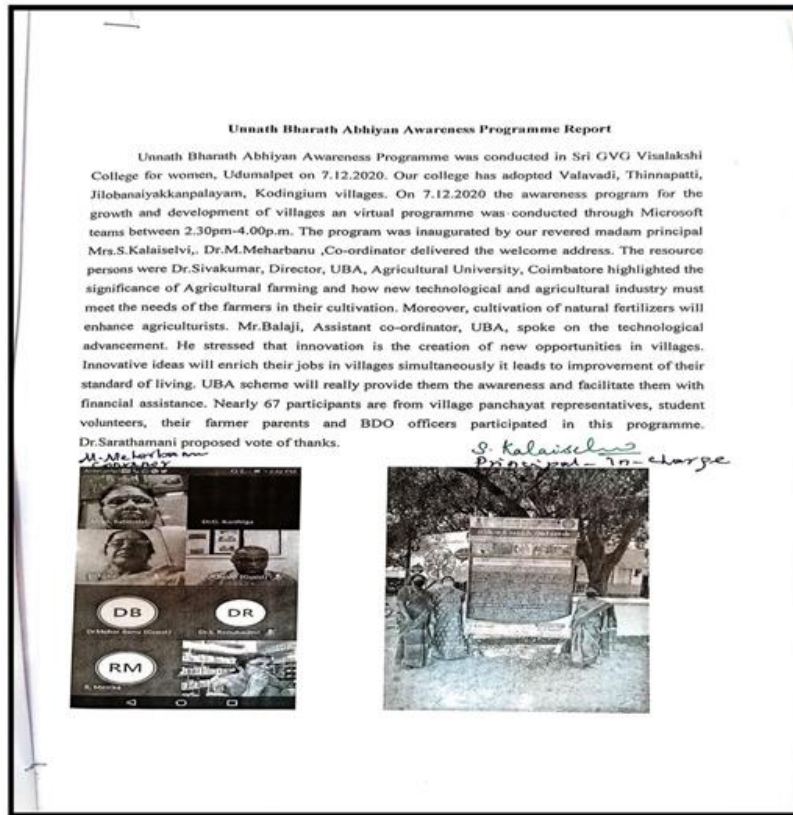 Unnath Bharath Abhiyan Awareness Programme Report
Unnath Bharath Abhiyan Awareness Programme was conducted in Sri GVG Visalakshi
College for women, Udumalpet on 7.12.2020. Our college has adopted Valavadi, Thinnapatti,
Jilobanaiyakkanpalayam, Kodingium villages. On 7.12.2020 the awareness program for the
growth and development of villages an virtual programme was conducted through Microsoft
teams between 2.30pm-4.00p.m. The program was inaugurated by our revered madam principal
Mrs.S.Kalaiselvi,. Dr.M.Meharbanu ,Co-ordinator delivered the welcome address. The resource
persons were Dr.Sivakumar, Director, UBA, Agricultural University, Coimbatore highlighted the
significance of Agricultural farming and how new technological and agricultural industry must
meet the needs of the farmers in their cultivation. Moreover, cultivation of natural fertilizers will
enhance agriculturists. Mr.Balaji, Assistant co-ordinator, UBA, spoke on the technological
advancement. He stressed that innovation is the creation of new opportunities in villages.
Innovative ideas will enrich their jobs in villages simultaneously it leads to improvement of their
standard of living. UBA scheme will really provide them the awareness and facilitate them with
financial assistance. Nearly 67 participants are from village panchayat representatives, student
volunteers, their farmer parents and BDO officers participated in this programme.
Dr.Sarathamani proposed vote of thanks.
M. Meharbanu
S. Kalaiselvi
Principal-In-charge
DB
DR
Dr.Meher Banu (Guest)
RM